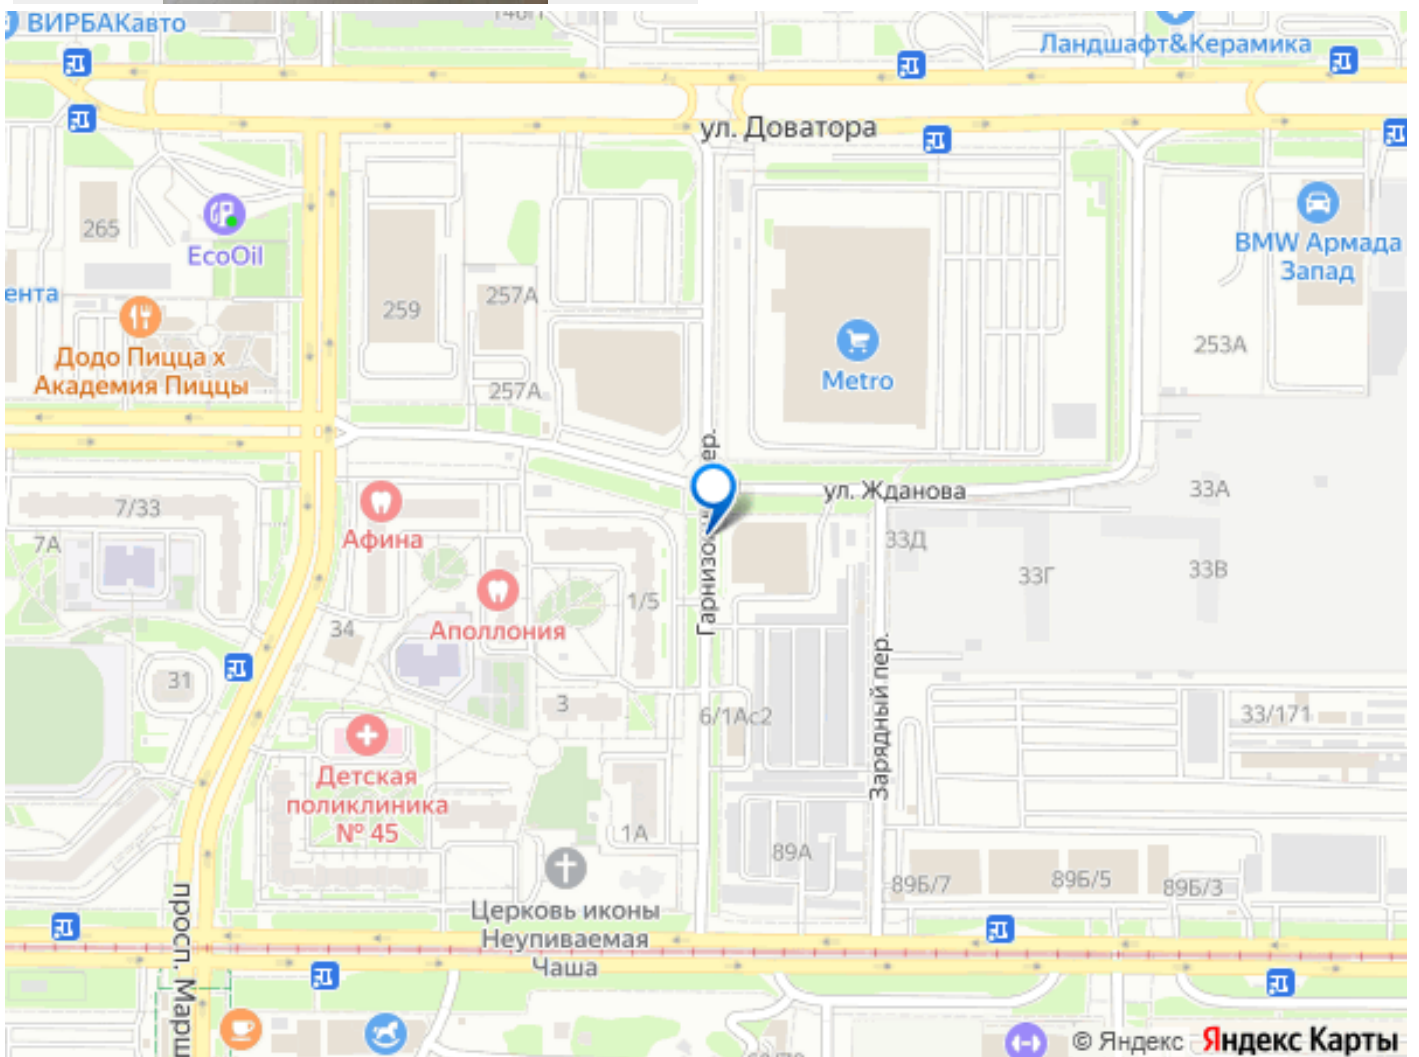 ВИРБАКавто
Ландшафт&Керамика
ул. Доватора
265
EcoOil
BMW Армада
Запад
257А
259
ента
Додо Пицца x
Академия Пиццы
Metro
253А
257А
ул. Жданова
33А
7/33
7А
Афина
33Д
33Г
33В
1/5
Гарнизо
ер.
Аполлония
34
31
3
6/1Ас2
Зарядный пер.
33/171
Детская
поликлиника
№ 45
1А
89А
89Б/7
89Б/5
89Б/3
Церковь иконы
Неупиваемая
Чаша
просп. Марш
© Яндекс
Яндекс Карты